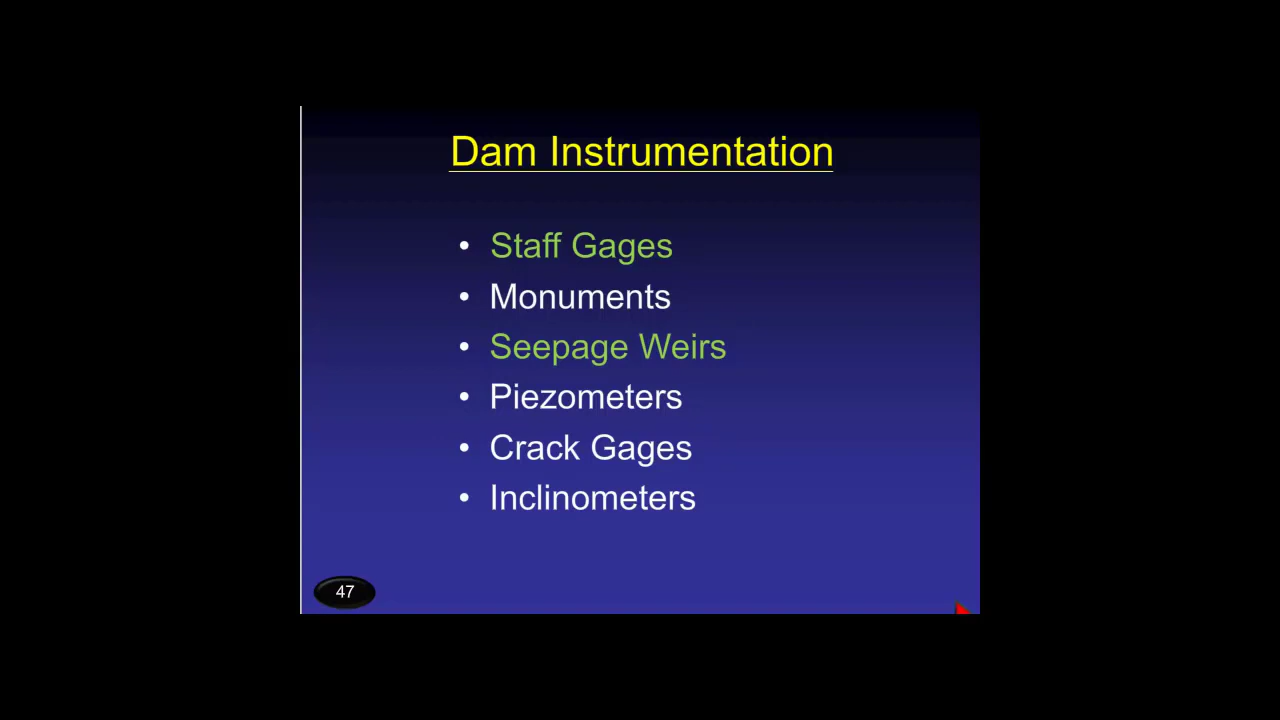 Dam Instrumentation
• Staff Gages
• Monuments
• Seepage Weirs
• Piezometers
• Crack Gages
• Inclinometers
47